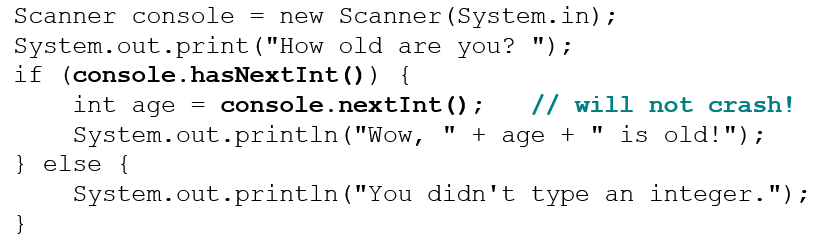 Scanner console = new Scanner(System.in);
System.out.print("How old are you? ");
if (console.hasNextInt()) {
    int age = console.nextInt();   // will not crash!
    System.out.println("Wow, " + age + " is old!");
} else {
    System.out.println("You didn't type an integer.");
}